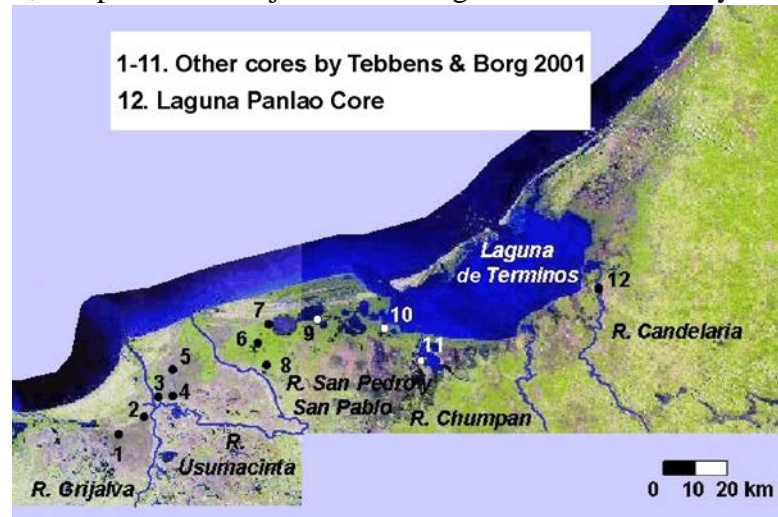 1-11. Other cores by Tebbens & Borg 2001
12. Laguna Panlao Core
Laguna
de Terminos
12
7
9
10
R. Candelaria
6
11
5
8
R. San Pedro y
San Pablo
3
4
R. Chumpan
2
R.
Usumacinta
1
R. Grijalva
0 10 20 km